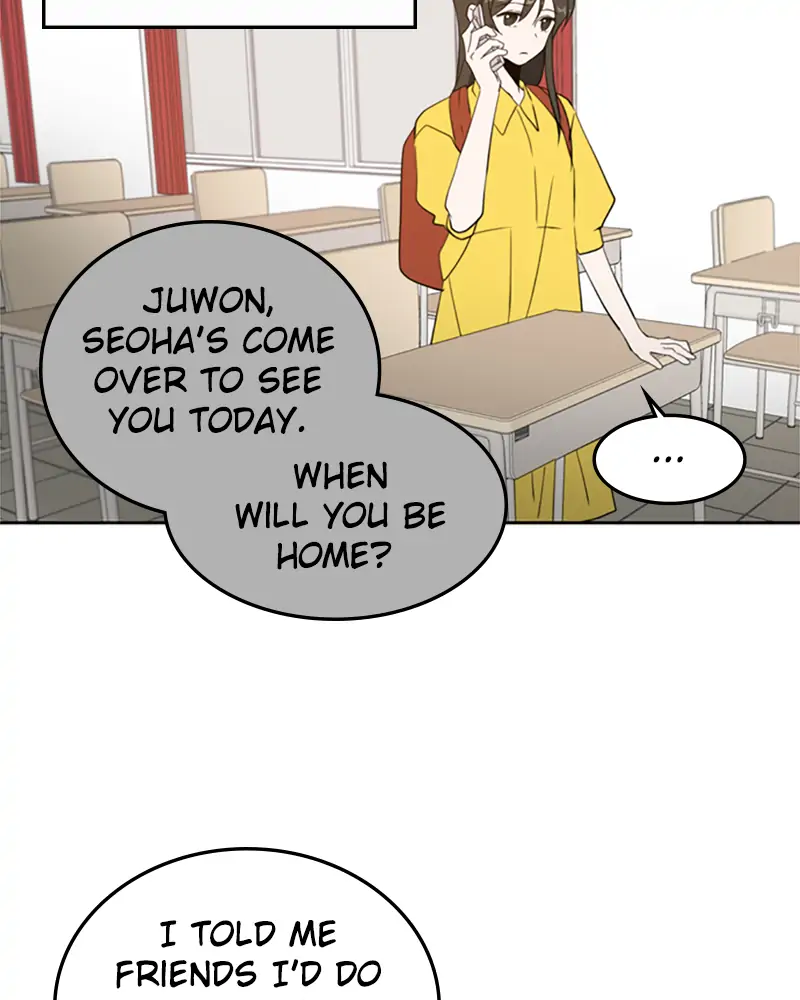 JUWON,
SEOHA'S COME
OVER TO SEE
YOU TODAY.
WHEN
WILL YOU BE
HOME?
...
I TOLD ME
FRIENDS I'D DO